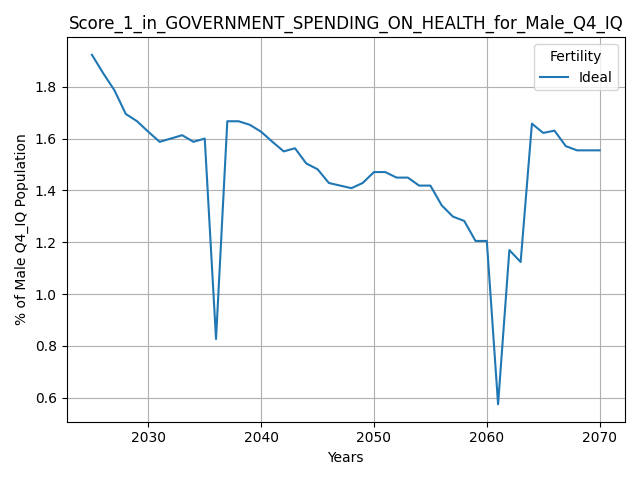 Score_1_in_GOVERNMENT_SPENDING_ON_HEALTH_for_Male_Q4_IQ
Fertility
Ideal
% of Male Q4_IQ Population
1.8
1.6
1.4
1.2
1.0
0.8
0.6
2030 2040 2050 2060 2070
Years